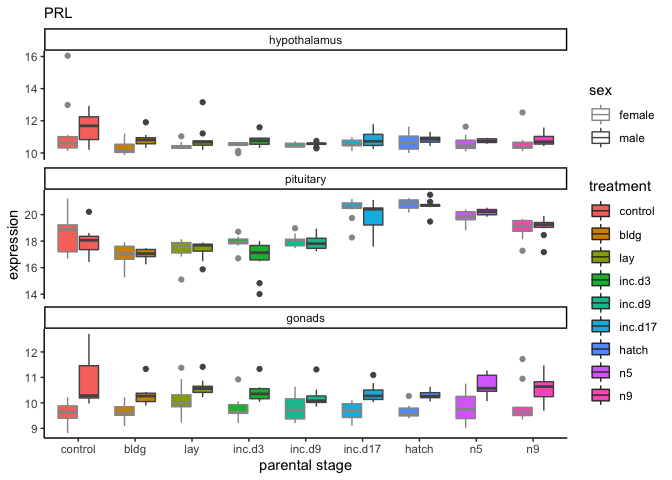 PRL
hypothalamus
16
14
12
10
pituitary
20
18
16
14
gonads
12
11
10
9
control bldg lay inc.d3 inc.d9 inc.d17 hatch n5 n9
parental stage
expression
sex
female
male
treatment
control
bldg
lay
inc.d3
inc.d9
inc.d17
hatch
n5
n9